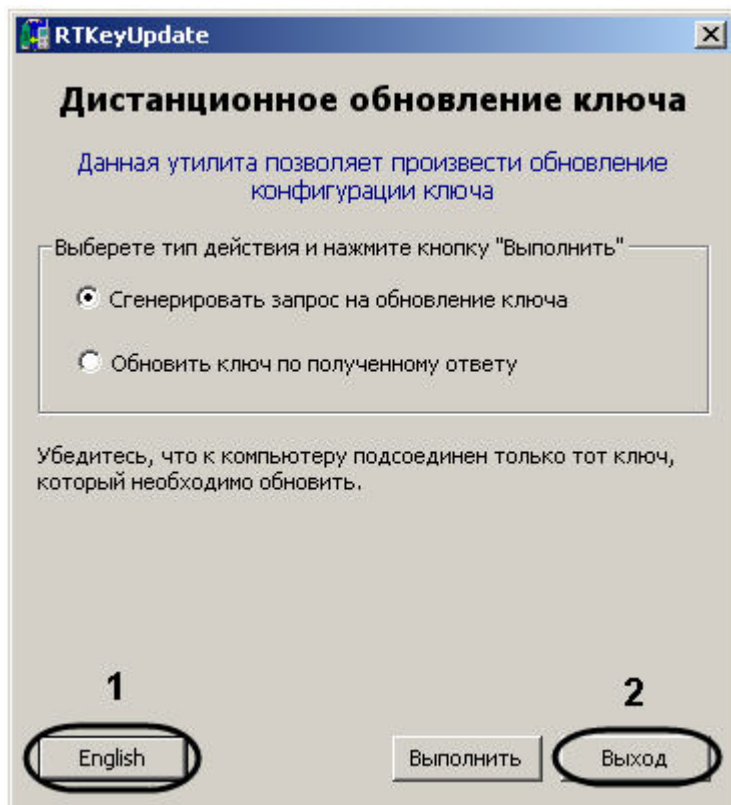 RTKeyUpdate
Дистанционное обновление ключа
Данная утилита позволяет произвести обновление
конфигурации ключа
Выберете тип действия и нажмите кнопку "Выполнить"
Сгенерировать запрос на обновление ключа
Обновить ключ по полученному ответу
Убедитесь, что к компьютеру подсоединен только тот ключ,
который необходимо обновить.
1
2
English
Выполнить
Выход